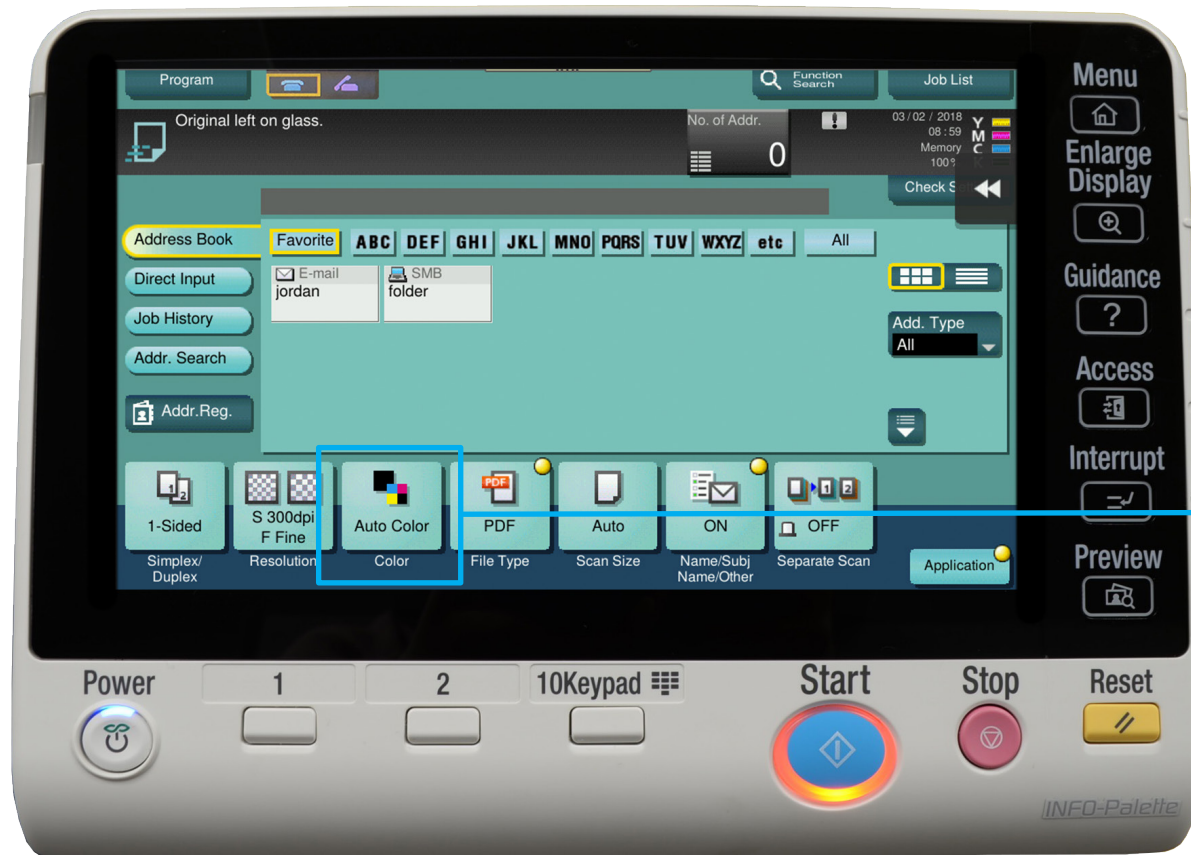 Program
Function
Search
Job List
Original left on glass.
No. of Addr.
0
03 / 02 / 2018
08 : 59
Memory
100%
Y
M
C
K
Check
Address Book
Favorite
ABC
DEF
GHI
JKL
MNO
PQRS
TUV
WXYZ
etc
All
E-mail
jordan
SMB
folder
Direct Input
Job History
Addr. Search
Addr.Reg.
Add. Type
All
1-Sided
Simplex/
Duplex
S 300dpi
F Fine
Resolution
Auto Color
Color
PDF
PDF
File Type
Auto
Scan Size
ON
Name/Subj
Name/Other
OFF
Separate Scan
Application
Menu
Enlarge
Display
Guidance
?
Access
Interrupt
Preview
Power
1
2
10Keypad
Start
Stop
Reset
INFO-Palette